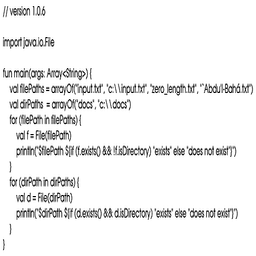 // version 1.0.6
import java.io.File
fun main(args: Array<String>) {
val filePaths = arrayOf("input.txt", "c:\\input.txt", "zero_length.txt", "`Abdu'l-Bahá.txt")
val dirPaths = arrayOf("docs", "c:\\docs")
for (filePath in filePaths) {
val f = File(filePath)
println("$filePath ${if (f.exists() && !f.isDirectory) "exists" else "does not exist"}")
}
for (dirPath in dirPaths) {
val d = File(dirPath)
println("$dirPath ${if (d.exists() && d.isDirectory) "exists" else "does not exist"}")
}
}